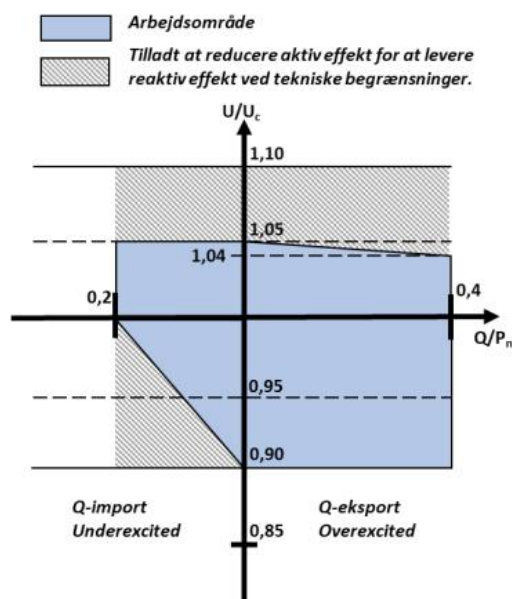 Arbejdsområde
Tilladt at reducere aktiv effekt for at levere
reaktiv effekt ved tekniske begrænsninger.
U/Uc
1,10
1,05
1,04
0,2
0,4
Q/Pn
0,95
0,90
Q-import
Underexcited
Q-eksport
Overexcited
0,85